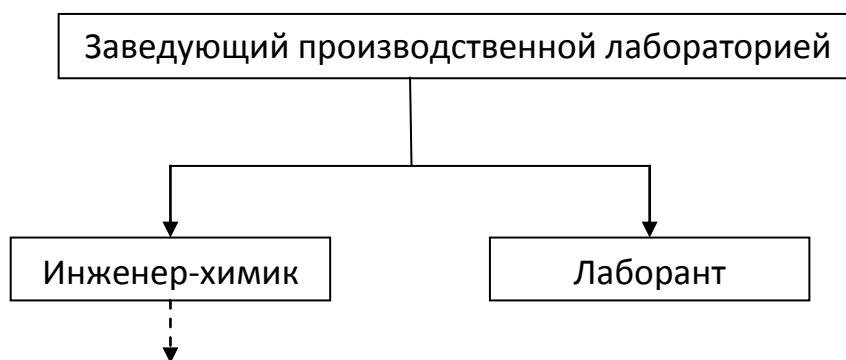 Заведующий производственной лабораторией
Инженер-химик
Лаборант